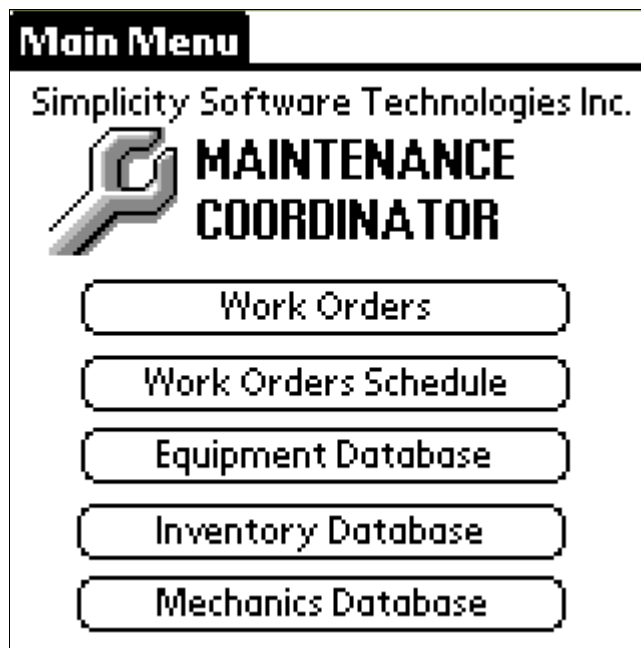 Main Menu
Simplicity Software Technologies Inc.
MAINTENANCE
COORDINATOR
Work Orders
Work Orders Schedule
Equipment Database
Inventory Database
Mechanics Database